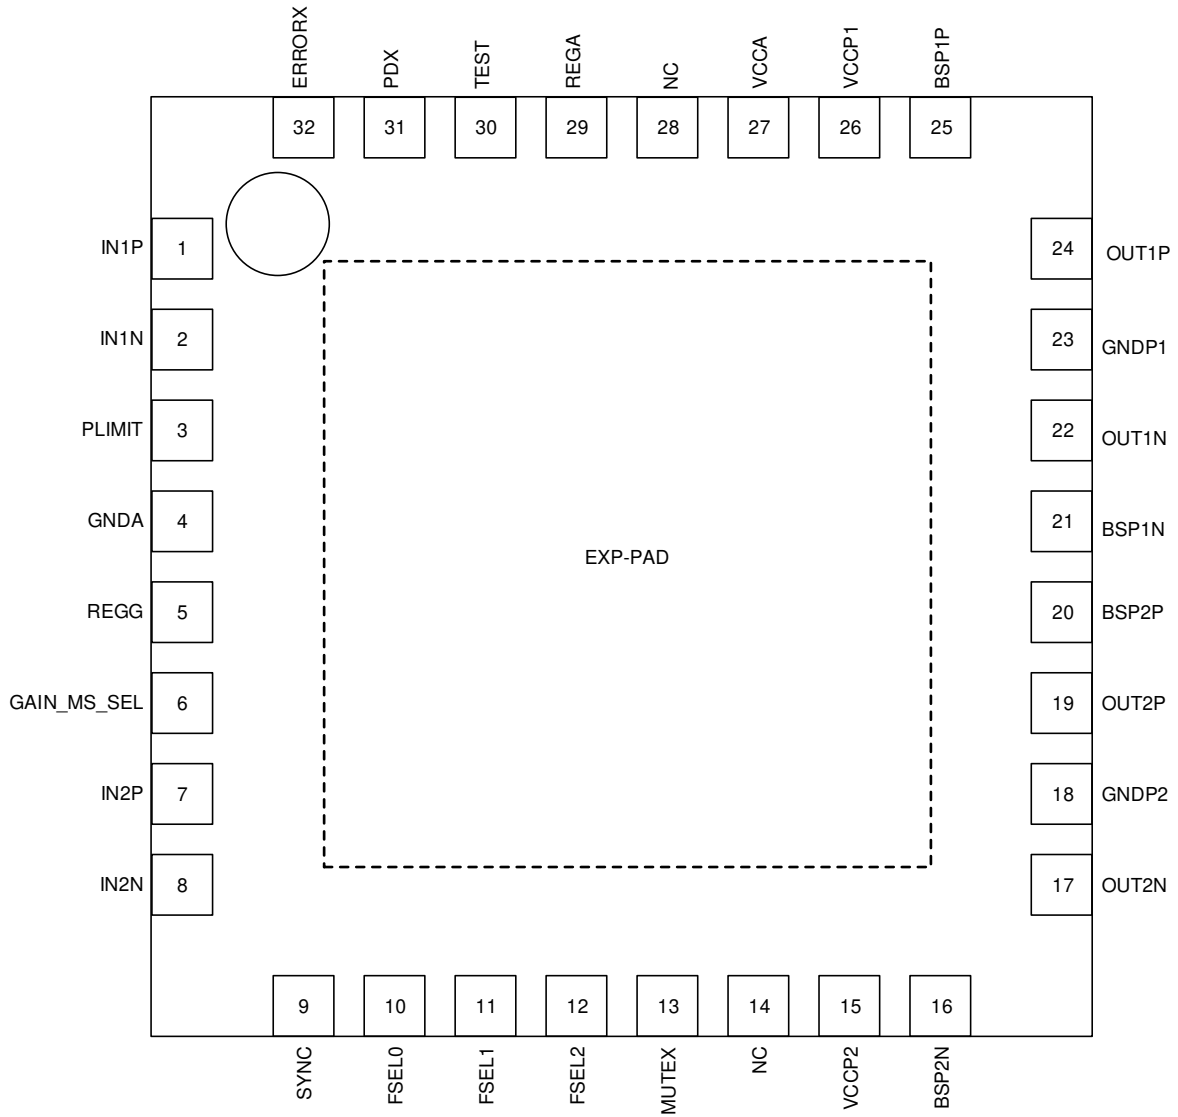 ERRORX PDX TEST REGA NC VCCA VCCP1 BSP1P
32 31 30 29 28 27 26 25
IN1P 1 24 OUT1P
IN1N 2 23 GNDP1
PLIMIT 3 22 OUT1N
GNDA 4 21 BSP1N
EXP-PAD
REGG 5 20 BSP2P
GAIN_MS_SEL 6 19 OUT2P
IN2P 7 18 GNDP2
IN2N 8 17 OUT2N
9 10 11 12 13 14 15 16
SYNC FSEL0 FSEL1 FSEL2 MUTEX NC VCCP2 BSP2N